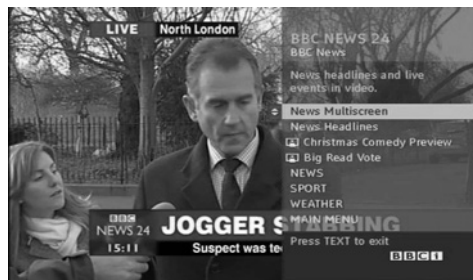 LIVE North London
BBC NEWS 24
BBC News
News headlines and live
events in video.
News Multiscreen
News Headlines
Christmas Comedy Preview
Big Read Vote
NEWS
SPORT
WEATHER
MAIN MENU
Press TEXT to exit
BBCi
BBC
NEWS 24
15:11
JOGGER STABBING
Suspect was